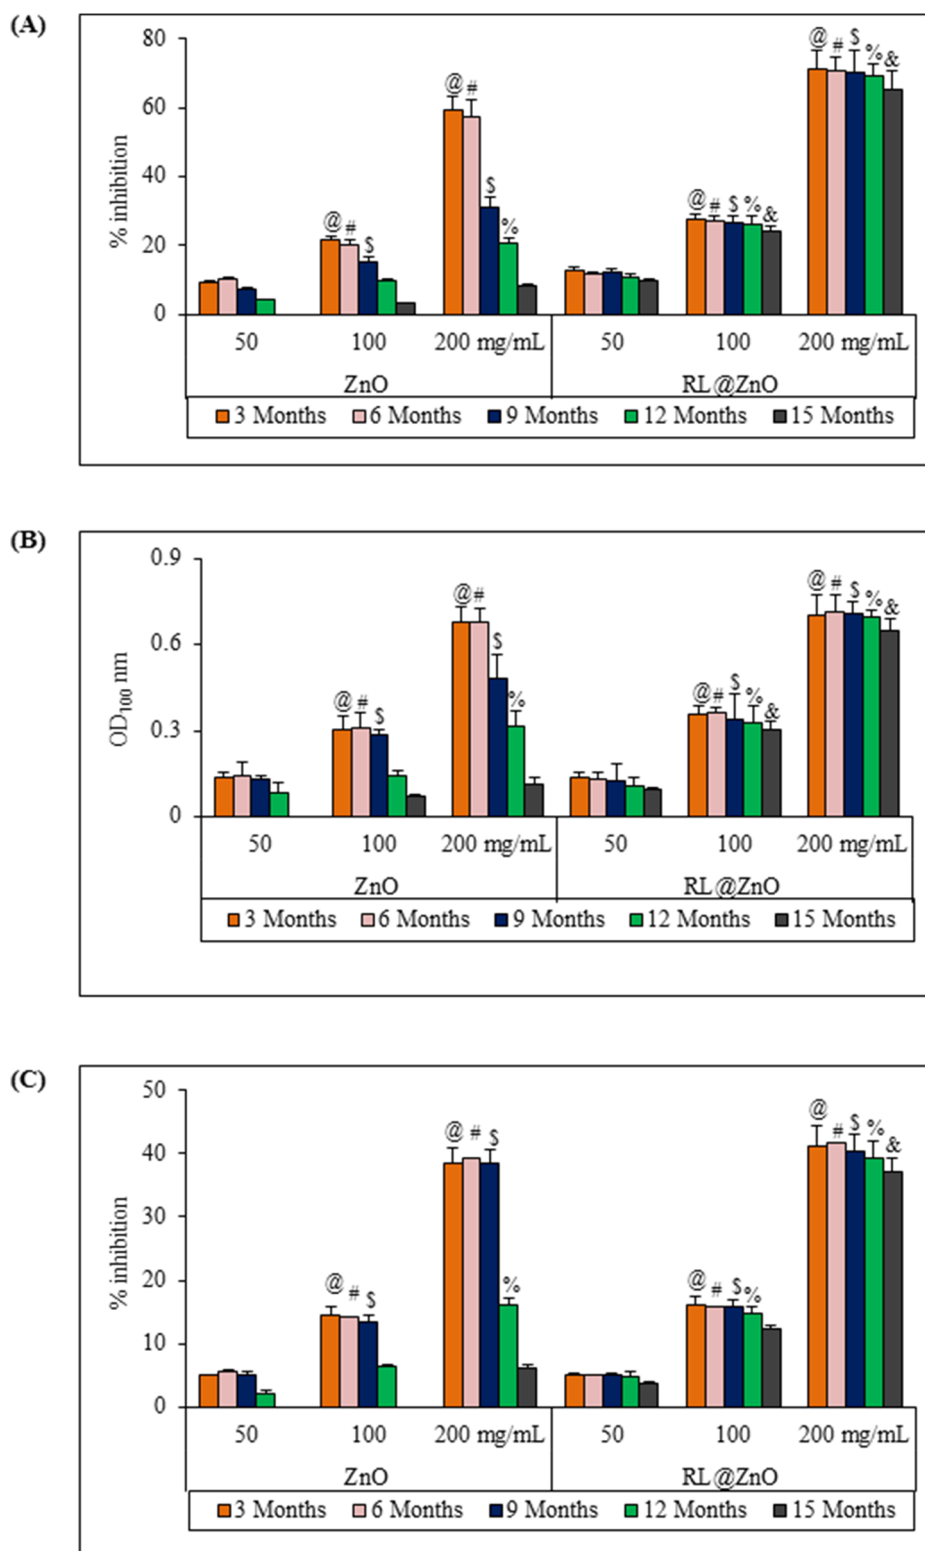 (A)
80
60
40
20
0
% inhibition
@ # @ # $ @ # $ % @ # $ % & @ # $ % &
50 100 200 mg/mL 50 100 200 mg/mL
ZnO RL@ZnO
3 Months 6 Months 9 Months 12 Months 15 Months
(B)
0.9
0.6
0.3
0
OD100 nm
@ # $ @ # $ % @ # $ % & @ # $ % &
50 100 200 mg/mL 50 100 200 mg/mL
ZnO RL@ZnO
3 Months 6 Months 9 Months 12 Months 15 Months
(C)
50
40
30
20
10
0
% inhibition
@ # $ @ # $ % @ # $ % @ # $ % &
50 100 200 mg/mL 50 100 200 mg/mL
ZnO RL@ZnO
3 Months 6 Months 9 Months 12 Months 15 Months